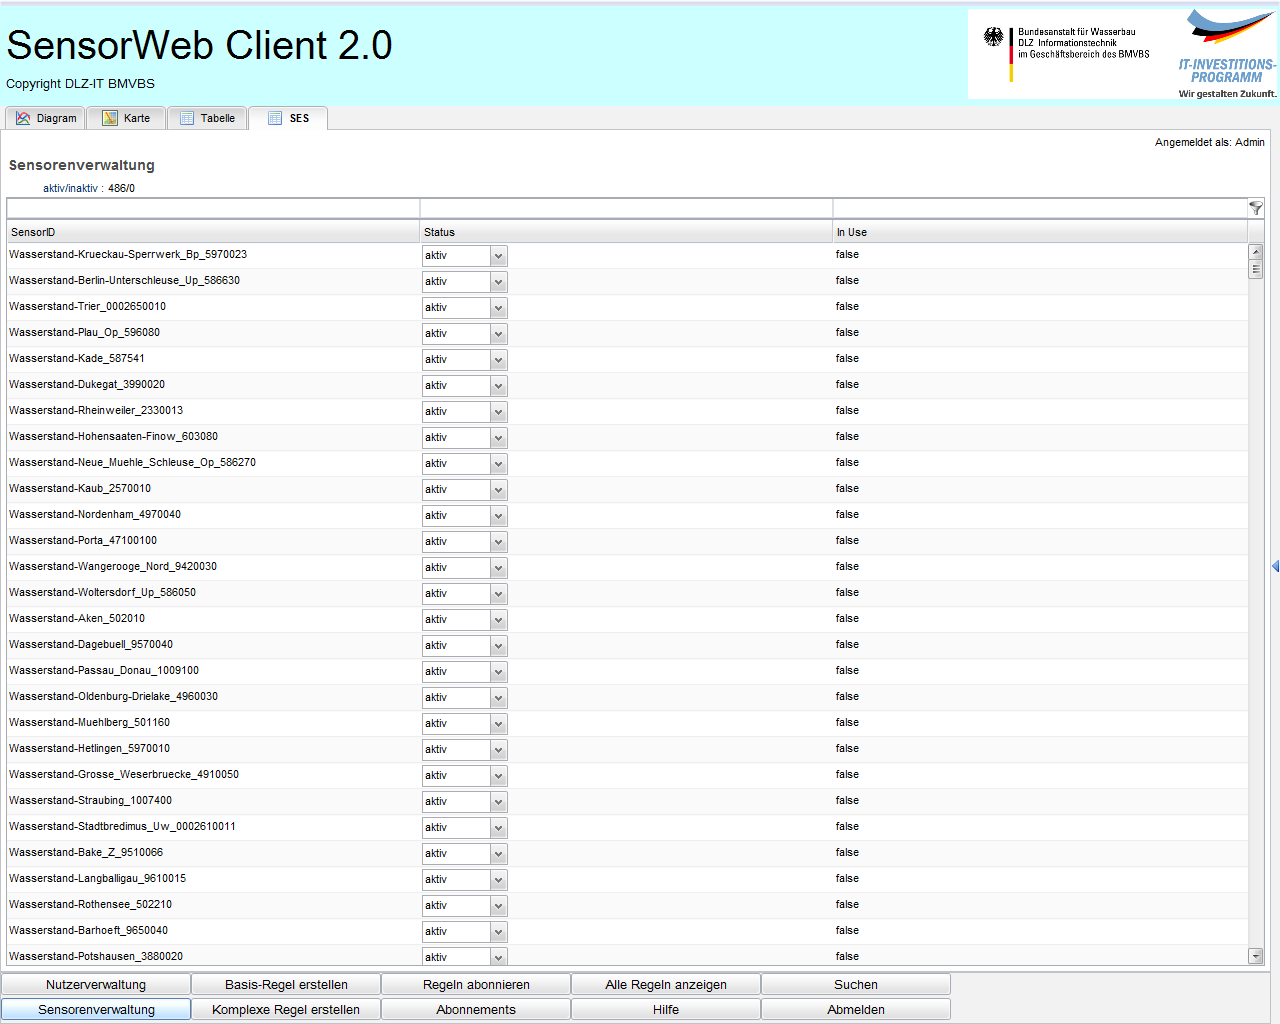 SensorWeb Client 2.0
Copyright DLZ-IT BMVBS
Bundesanstalt für Wasserbau
DLZ Informationstechnik
im Geschäftsbereich des BMVBS
IT-INVESTITIONS-
PROGRAMM
Wir gestalten Zukunft.
Diagram Karte Tabelle SES
Angemeldet als: Admin
Sensorenverwaltung
aktiv/inaktiv : 486/0
SensorID Status In Use
Wasserstand-Krueckau-Sperrwerk_Bp_5970023 aktiv false
Wasserstand-Berlin-Unterschleuse_Up_586630 aktiv false
Wasserstand-Trier_0002650010 aktiv false
Wasserstand-Plau_Op_596080 aktiv false
Wasserstand-Kade_587541 aktiv false
Wasserstand-Dukegat_3990020 aktiv false
Wasserstand-Rheinweiler_2330013 aktiv false
Wasserstand-Hohensaaten-Finow_603080 aktiv false
Wasserstand-Neue_Muehle_Schleuse_Op_586270 aktiv false
Wasserstand-Kaub_2570010 aktiv false
Wasserstand-Nordenham_4970040 aktiv false
Wasserstand-Porta_47100100 aktiv false
Wasserstand-Wangerooge_Nord_9420030 aktiv false
Wasserstand-Woltersdorf_Up_586050 aktiv false
Wasserstand-Aken_502010 aktiv false
Wasserstand-Dagebuell_9570040 aktiv false
Wasserstand-Passau_Donau_1009100 aktiv false
Wasserstand-Oldenburg-Drielake_4960030 aktiv false
Wasserstand-Muehlberg_501160 aktiv false
Wasserstand-Hetlingen_5970010 aktiv false
Wasserstand-Grosse_Weserbruecke_4910050 aktiv false
Wasserstand-Straubing_1007400 aktiv false
Wasserstand-Stadtbredimus_Uw_0002610011 aktiv false
Wasserstand-Bake_Z_9510066 aktiv false
Wasserstand-Langballigau_9610015 aktiv false
Wasserstand-Rothensee_502210 aktiv false
Wasserstand-Barhoeft_9650040 aktiv false
Wasserstand-Potshausen_3880020 aktiv false
Nutzerverwaltung Basis-Regel erstellen Regeln abonnieren Alle Regeln anzeigen Suchen
Sensorenverwaltung Komplexe Regel erstellen Abonnements Hilfe Abmelden